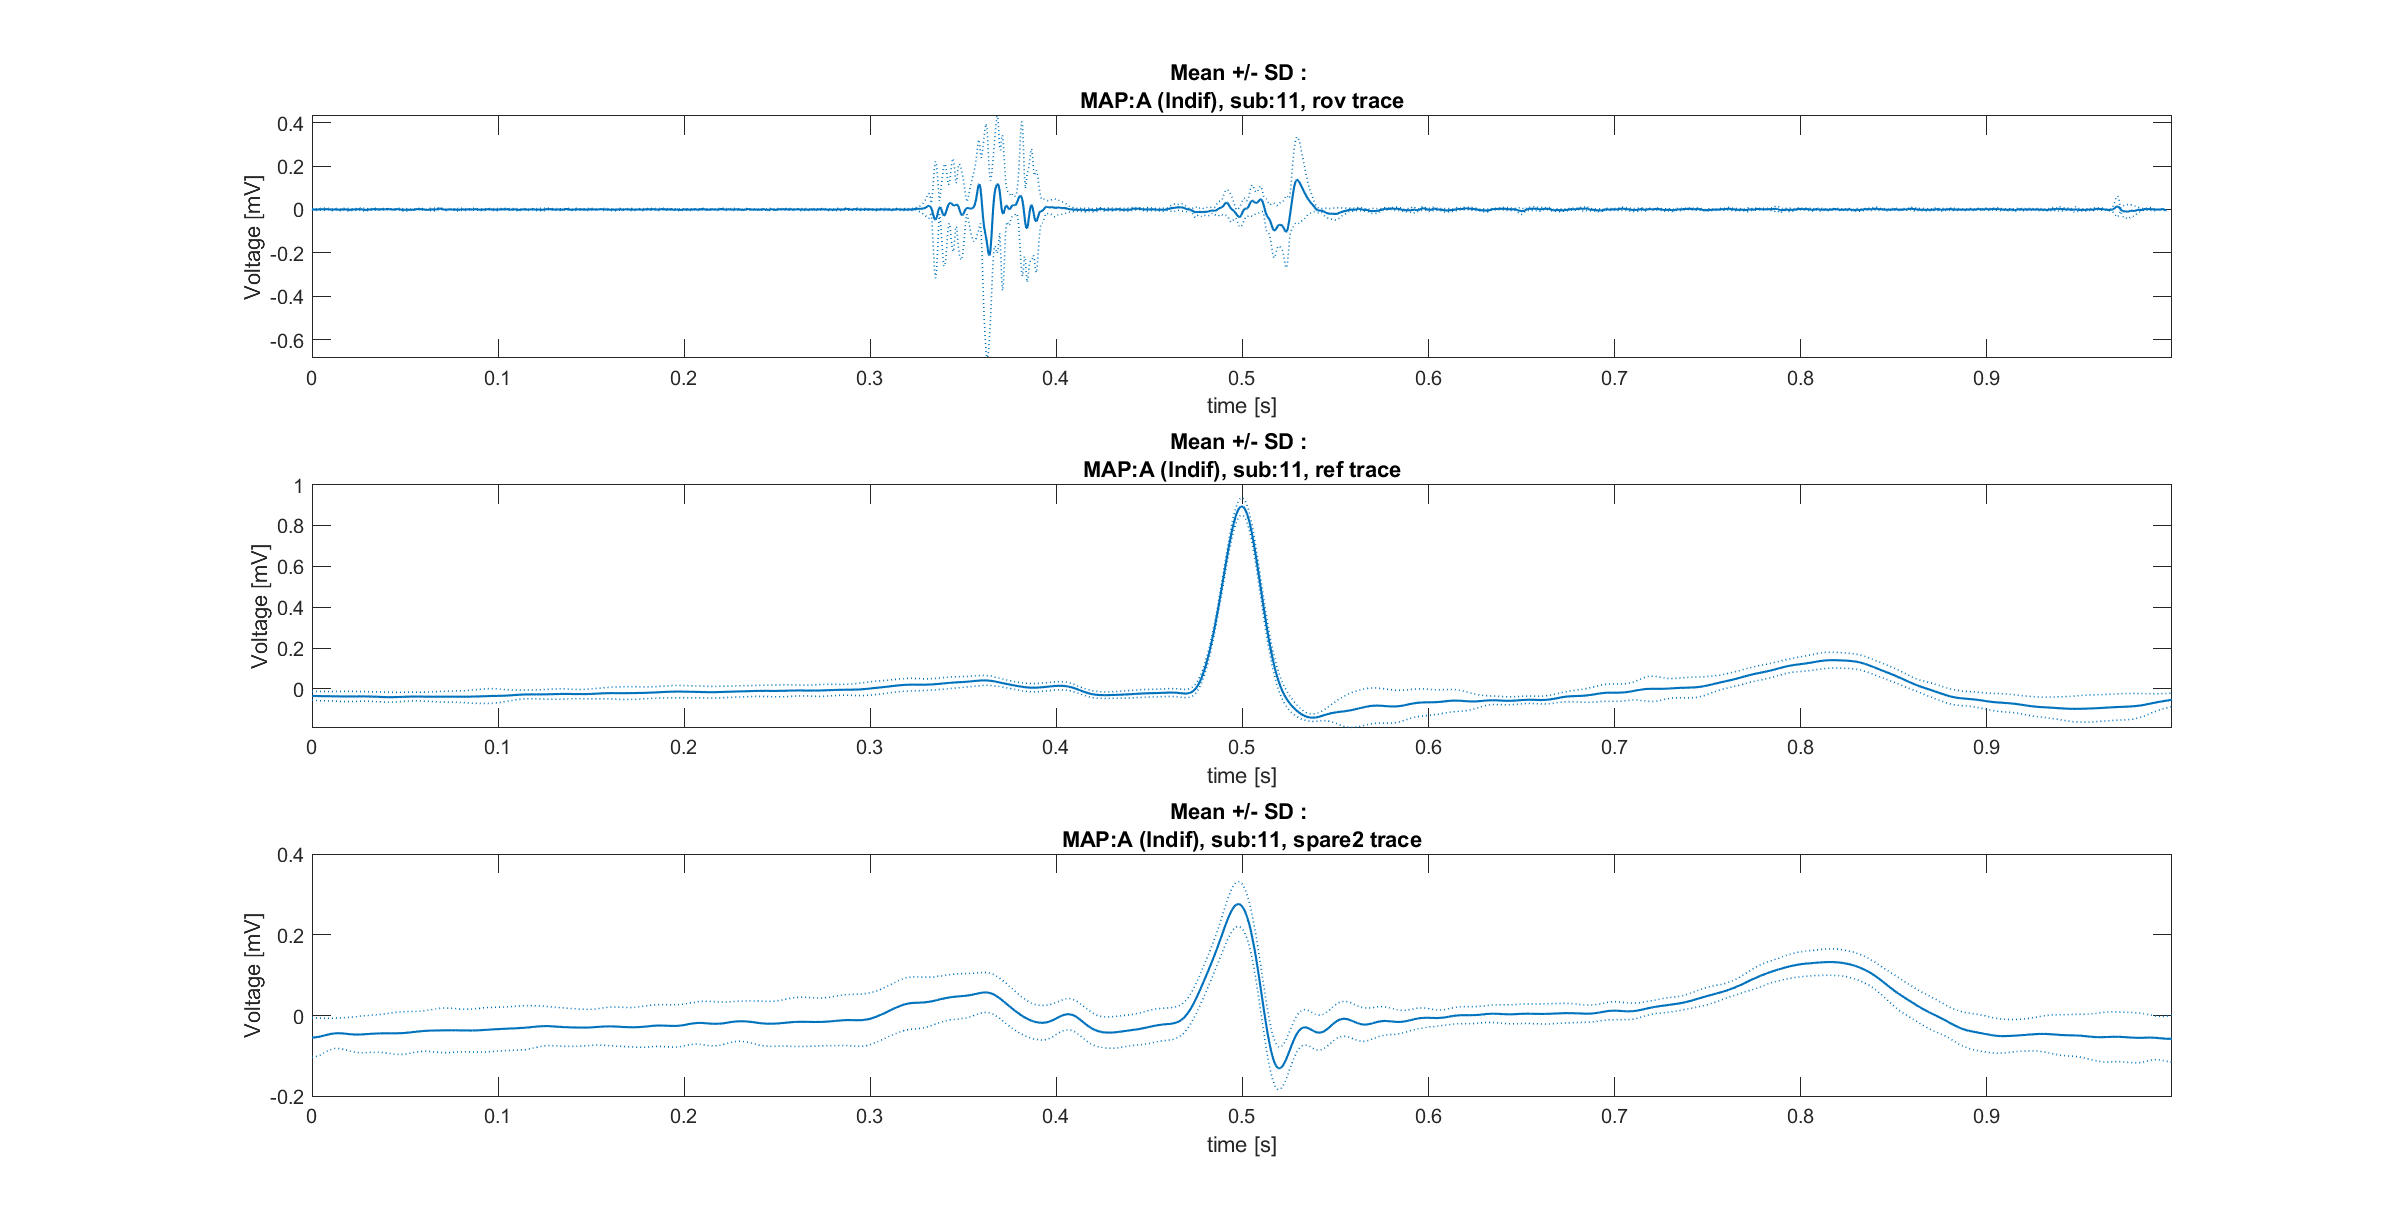 Mean +/- SD :
MAP:A (Indif), sub:11, rov trace
0.4
0.2
0
-0.2
-0.4
-0.6
Voltage [mV]
0 0.1 0.2 0.3 0.4 0.5 0.6 0.7 0.8 0.9
time [s]
Mean +/- SD :
MAP:A (Indif), sub:11, ref trace
1
0.8
0.6
0.4
0.2
0
Voltage [mV]
0 0.1 0.2 0.3 0.4 0.5 0.6 0.7 0.8 0.9
time [s]
Mean +/- SD :
MAP:A (Indif), sub:11, spare2 trace
0.4
0.2
0
-0.2
Voltage [mV]
0 0.1 0.2 0.3 0.4 0.5 0.6 0.7 0.8 0.9
time [s]